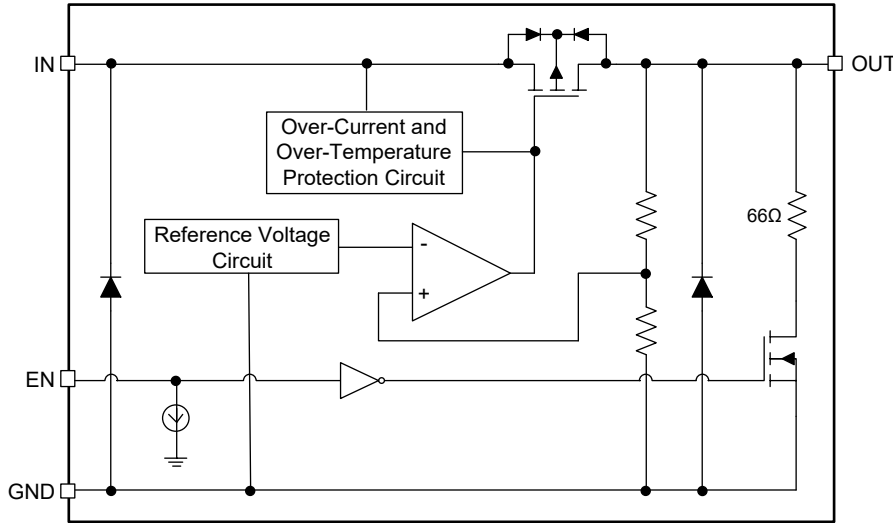 IN
OUT
Over-Current and
Over-Temperature
Protection Circuit
66Ω
Reference Voltage
Circuit
-
+
EN
GND